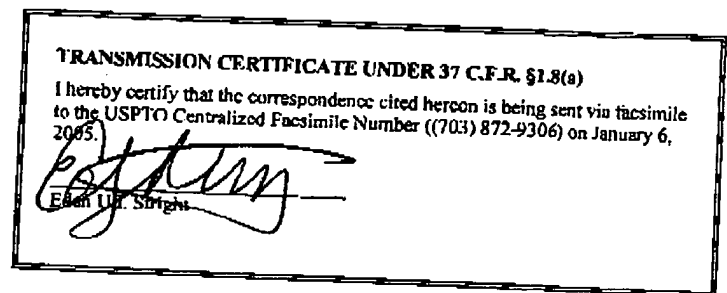 TRANSMISSION CERTIFICATE UNDER 37 C.F.R. §1.8(a)
I hereby certify that the correspondence cited hereon is being sent via facsimile
to the USPTO Centralized Facsimile Number ((703) 872-9306) on January 6,
2005.